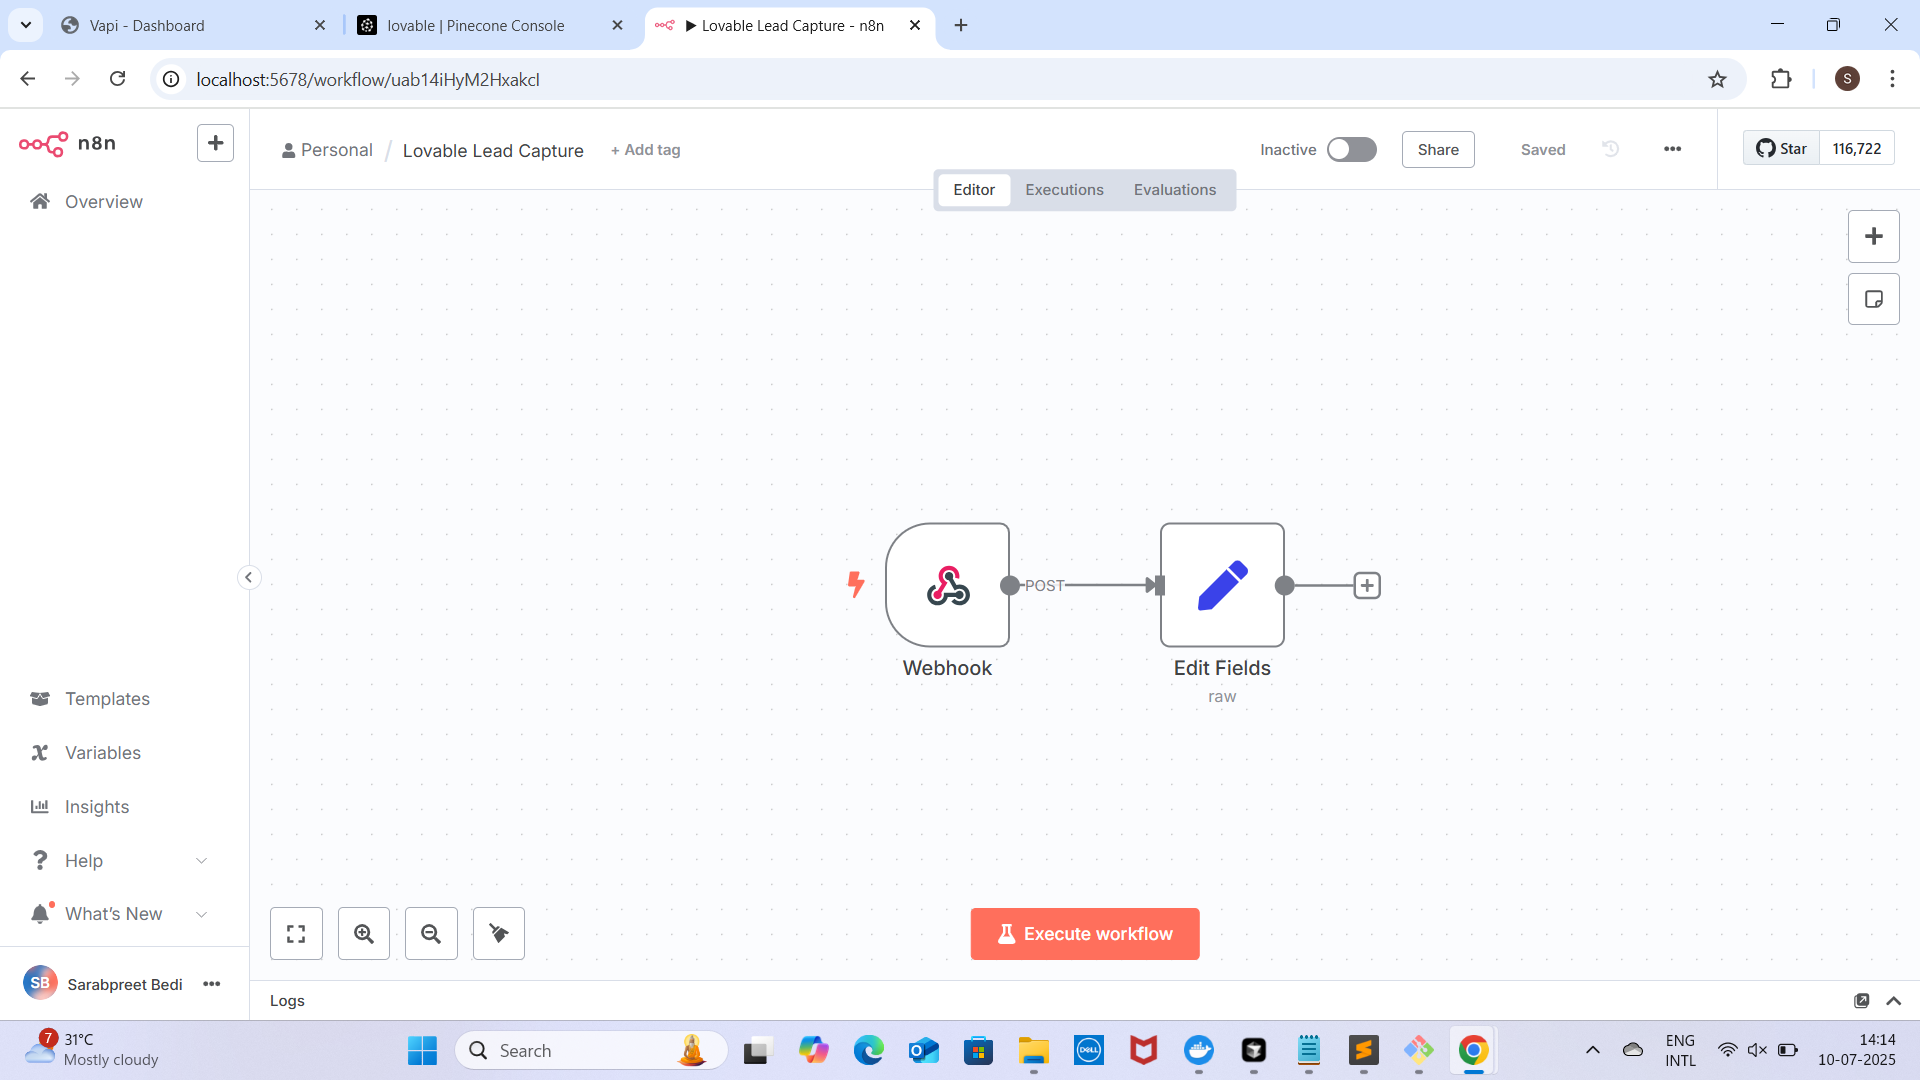 Vapi - Dashboard
lovable | Pinecone Console
▶ Lovable Lead Capture - n8n
localhost:5678/workflow/uab14iHyM2HxakcI
S
n8n
Personal / Lovable Lead Capture + Add tag
Inactive
Share
Saved
Star 116,722
Editor Executions Evaluations
Overview
POST
Webhook
Edit Fields
raw
Templates
Variables
Insights
Help
What's New
Execute workflow
SB Sarabpreet Bedi
Logs
7
31°C
Mostly cloudy
Search
DELL
ENG
INTL
14:14
10-07-2025